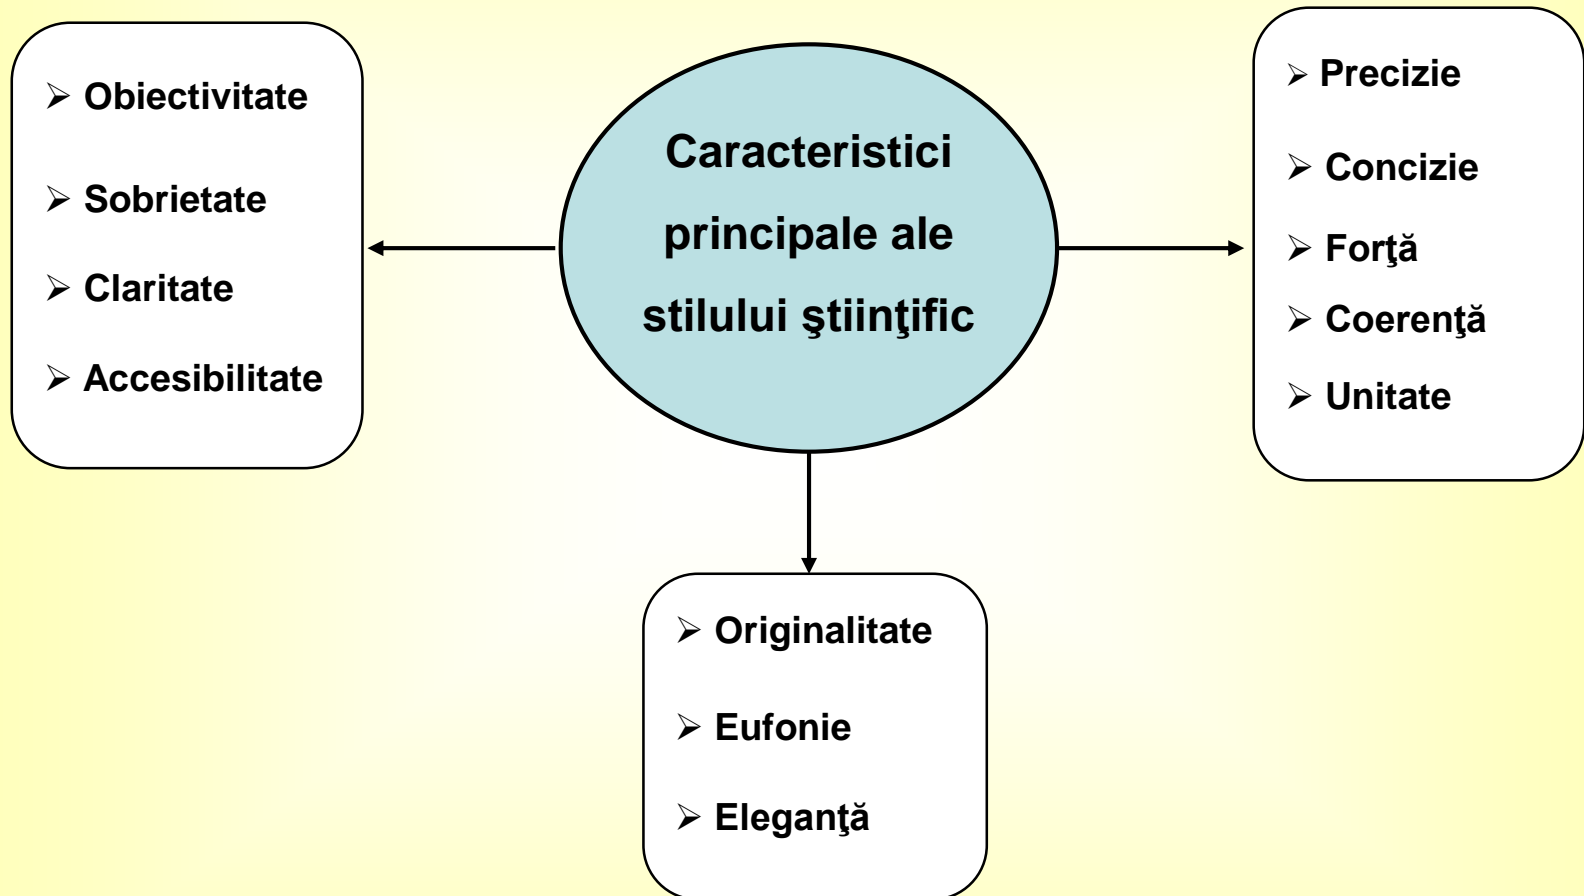 Caracteristici
principale ale
stilului ştiinţific
➢ Obiectivitate
➢ Sobrietate
➢ Claritate
➢ Accesibilitate
➢ Precizie
➢ Concizie
➢ Forţă
➢ Coerenţă
➢ Unitate
➢ Originalitate
➢ Eufonie
➢ Eleganţă